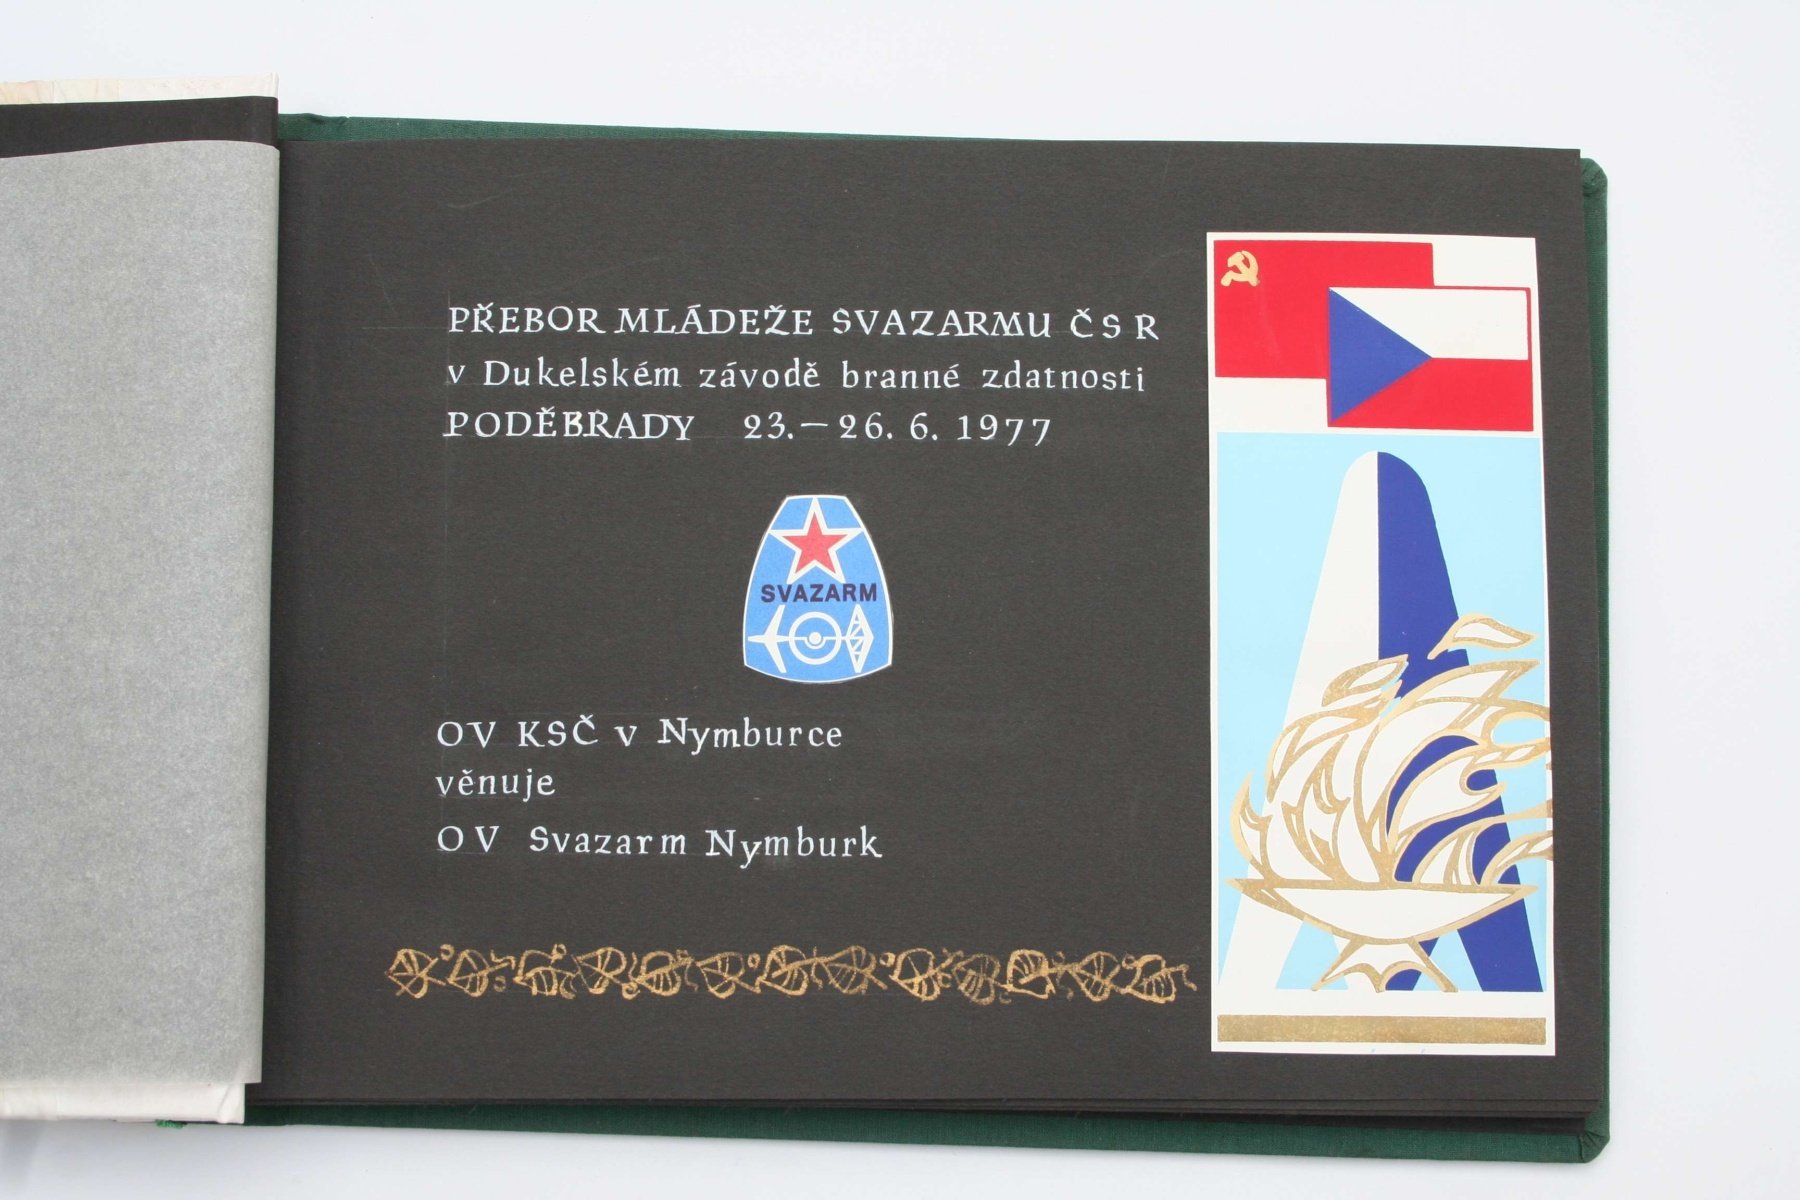 PŘEBOR MLÁDEŽE SVAZARMU ČSR
v Dukelském závodě branné zdatnosti
PODĚBRADY 23.–26. 6. 1977
SVAZARM
OV KSČ v Nymburce
věnuje
OV Svazarm Nymburk